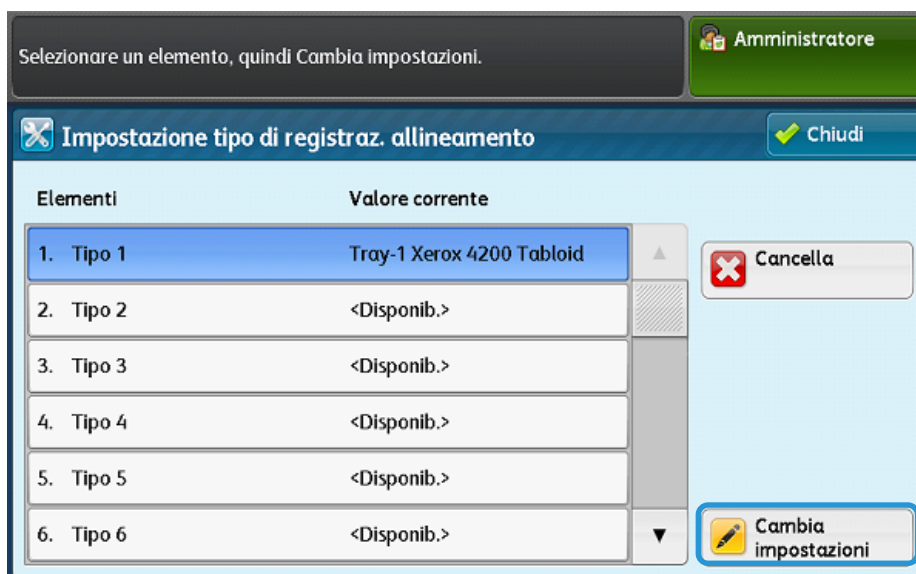 Selezionare un elemento, quindi Cambia impostazioni.
Amministratore
Impostazione tipo di registraz. allineamento
Chiudi
Elementi Valore corrente
1. Tipo 1 Tray-1 Xerox 4200 Tabloid
Cancella
2. Tipo 2 <Disponib.>
3. Tipo 3 <Disponib.>
4. Tipo 4 <Disponib.>
5. Tipo 5 <Disponib.>
6. Tipo 6 <Disponib.>
Cambia
impostazioni